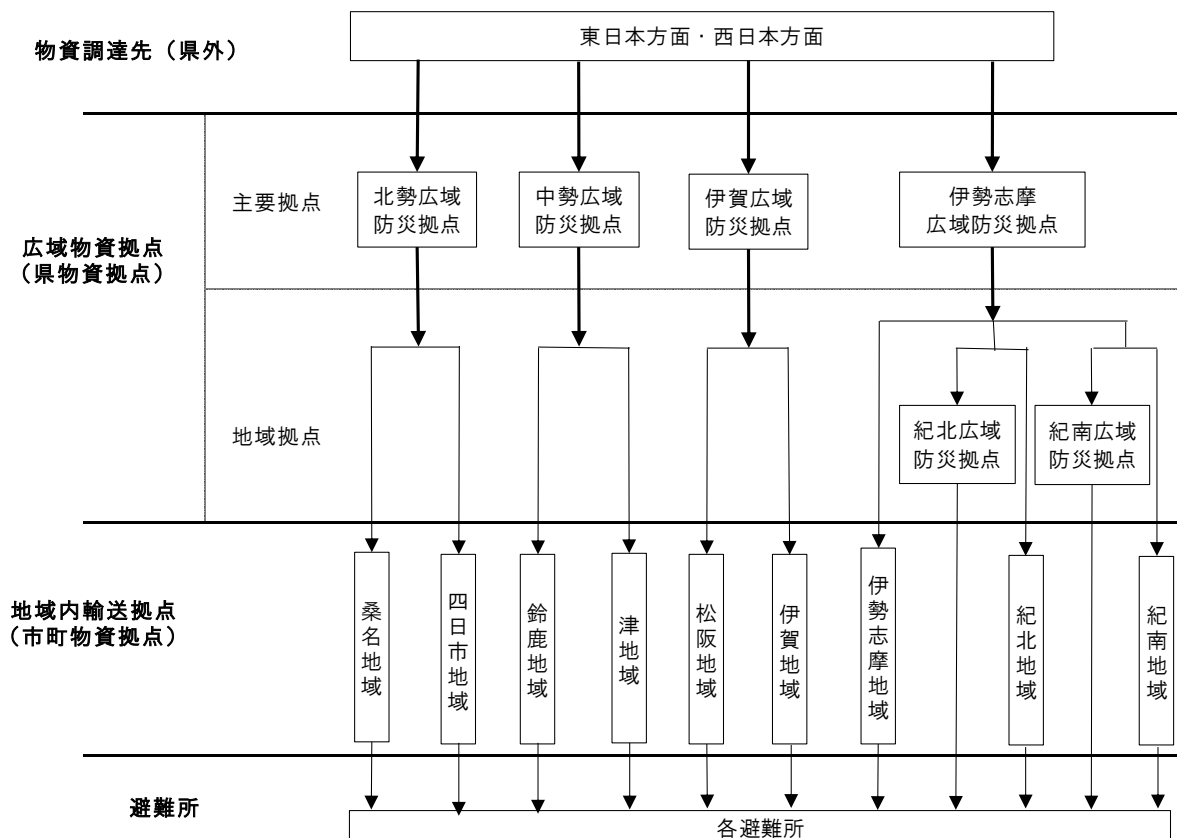 物資調達先（県外）
東日本方面・西日本方面
広域物資拠点
（県物資拠点）
主要拠点
北勢広域
防災拠点
中勢広域
防災拠点
伊賀広域
防災拠点
伊勢志摩
広域防災拠点
地域拠点
紀北広域
防災拠点
紀南広域
防災拠点
地域内輸送拠点
（市町物資拠点）
桑名地域
四日市地域
鈴鹿地域
津地域
松阪地域
伊賀地域
伊勢志摩地域
紀北地域
紀南地域
避難所
各避難所